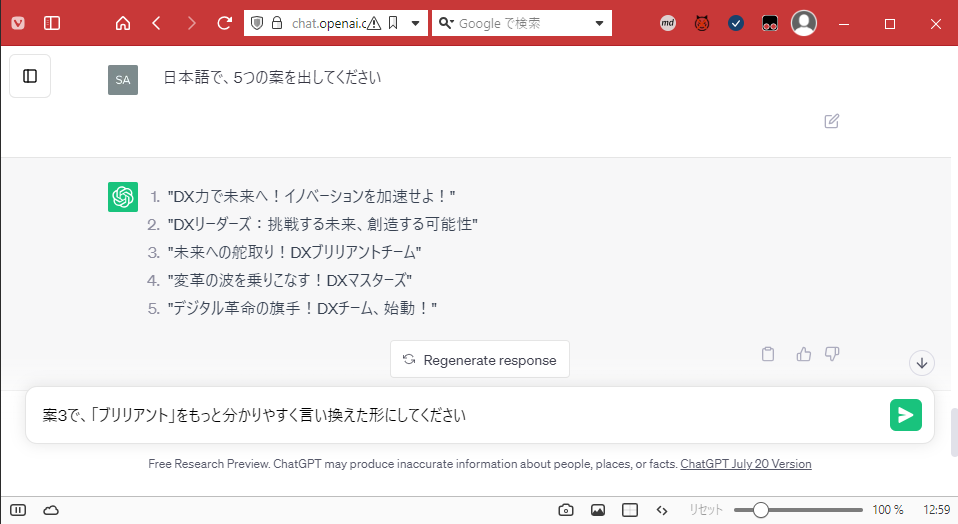 chat.openai.c
Google で検索
md
SA
日本語で、5つの案を出してください
1. "DX力で未来へ！イノベーションを加速せよ！"
2. "DXリーダーズ：挑戦する未来、創造する可能性"
3. "未来への舵取り！DXブリリアントチーム"
4. "変革の波を乗りこなす！DXマスターズ"
5. "デジタル革命の旗手！DXチーム、始動！"
Regenerate response
案3で、「ブリリアント」をもっと分かりやすく言い換えた形にしてください
Free Research Preview. ChatGPT may produce inaccurate information about people, places, or facts. ChatGPT July 20 Version
リセット 100 % 12:59